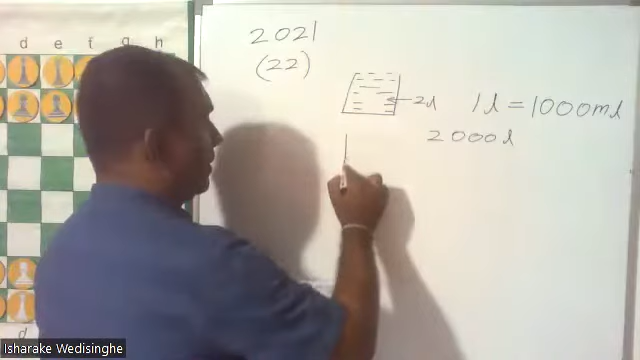 d e f g h
2021
(22)
2l 1l = 1000ml
2000l
d
Isharake Wedisinghe